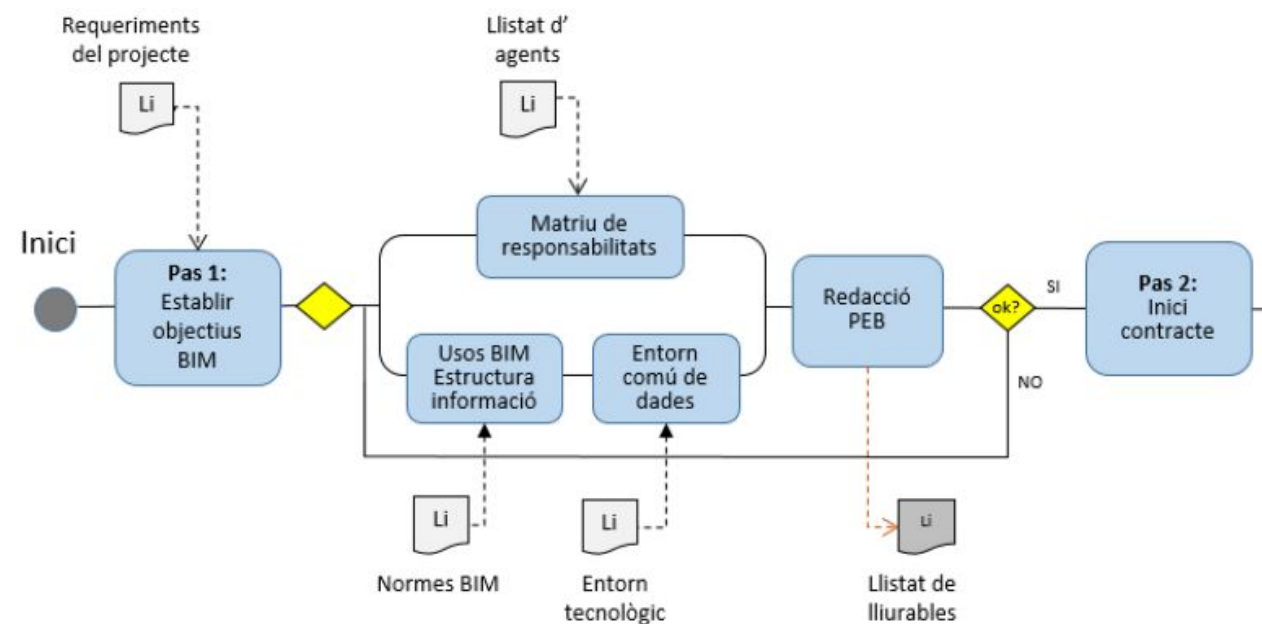 Requeriments
del projecte
Li
Llistat d'
agents
Li
Inici
Pas 1:
Establir
objectius
BIM
Matriu de
responsabilitats
Usos BIM
Estructura
informació
Entorn
comú de
dades
Redacció
PEB
ok?
SI
NO
Pas 2:
Inici
contracte
Li
Normes BIM
Li
Entorn
tecnològic
Li
Llistat de
lliurables